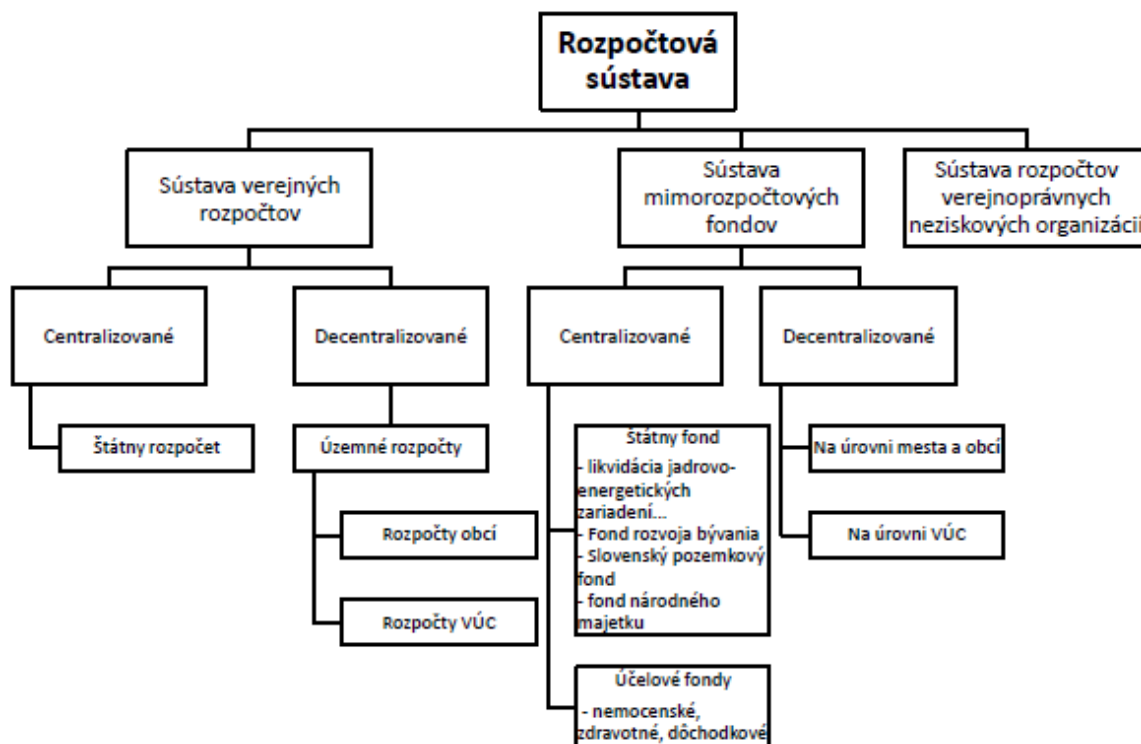 Rozpočtová
sústava
Sústava verejných
rozpočtov
Sústava
mimorozpočtových
fondov
Sústava rozpočtov
verejnoprávnych
neziskových organizácií
Centralizované
Decentralizované
Centralizované
Decentralizované
Štátny rozpočet
Územné rozpočty
Rozpočty obcí
Rozpočty VÚC
Štátny fond
- likvidácia jadrovo-
energetických
zariadení...
- Fond rozvoja bývania
- Slovenský pozemkový
fond
- fond národného
majetku
Účelové fondy
- nemocenské,
zdravotné, dôchodkové
Na úrovni mesta a obcí
Na úrovni VÚC